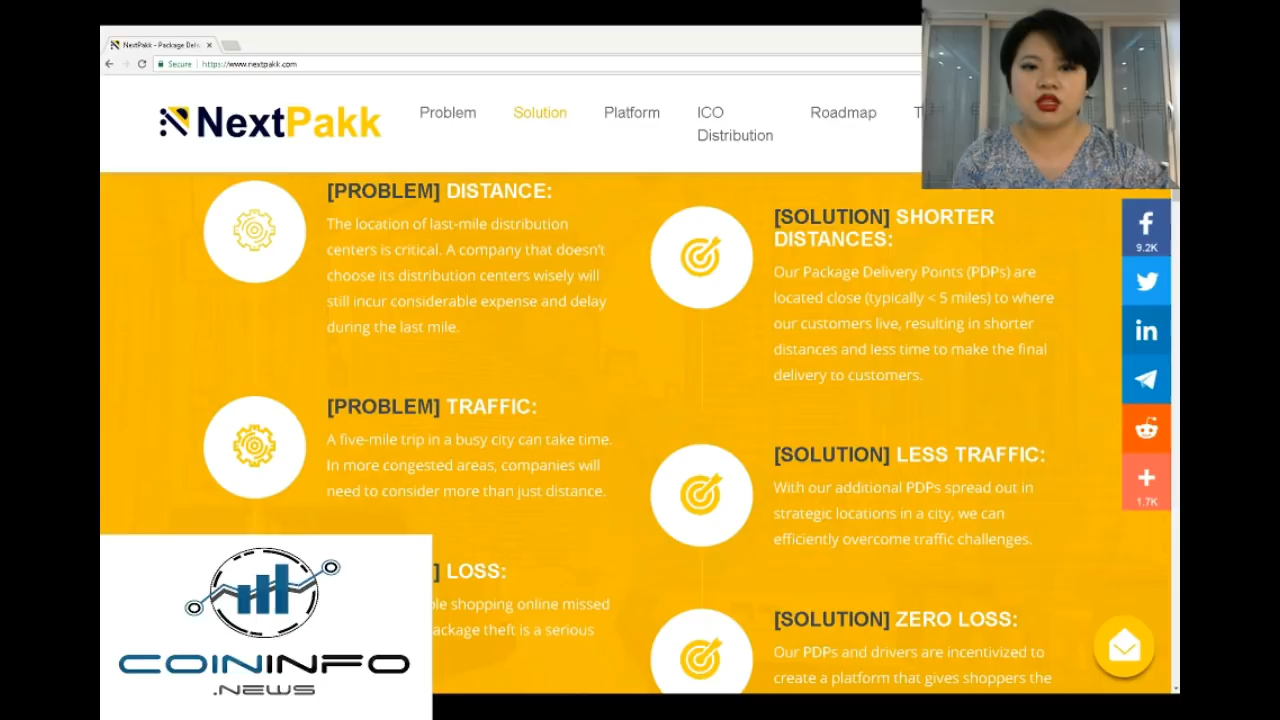 NextPakk - Package Deli
Secure
https://www.nextpakk.com
NextPakk
Problem
Solution
Platform
ICO
Distribution
Roadmap
[PROBLEM] DISTANCE:
The location of last-mile distribution
centers is critical. A company that doesn't
choose its distribution centers wisely will
still incur considerable expense and delay
during the last mile.
[SOLUTION] SHORTER
DISTANCES:
Our Package Delivery Points (PDPs) are
located close (typically < 5 miles) to where
our customers live, resulting in shorter
distances and less time to make the final
delivery to customers.
[PROBLEM] TRAFFIC:
A five-mile trip in a busy city can take time.
In more congested areas, companies will
need to consider more than just distance.
[SOLUTION] LESS TRAFFIC:
With our additional PDPs spread out in
strategic locations in a city, we can
efficiently overcome traffic challenges.
] LOSS:
shopping online missed
theft is a serious
[SOLUTION] ZERO LOSS:
Our PDPs and drivers are incentivized to
create a platform that gives shoppers the
9.2K
1.7K
COININFO
.NEWS